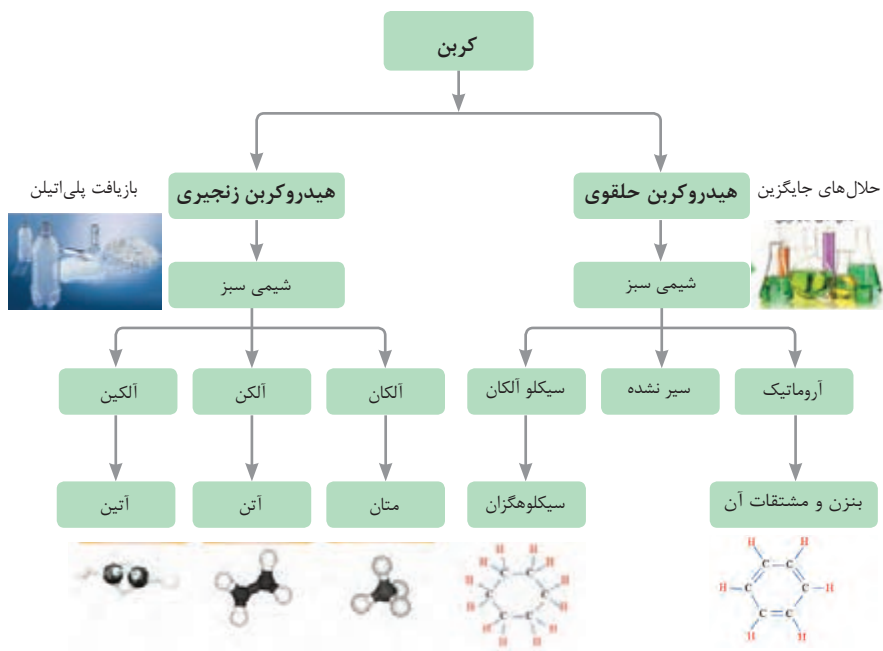 کربن
هیدروکربن حلقوی
هیدروکربن زنجیری
حلال‌های جایگزین
بازیافت پلی‌اتیلن
شیمی سبز
شیمی سبز
آروماتیک
سیر نشده
سیکلو آلکان
آلکان
آلکن
آلکین
بنزن و مشتقات آن
سیکلوهگزان
متان
آتن
آتین
H H
C C
H C C H
C C
H H
H H H H
C C
H H
C C
H H
C C
H H H H